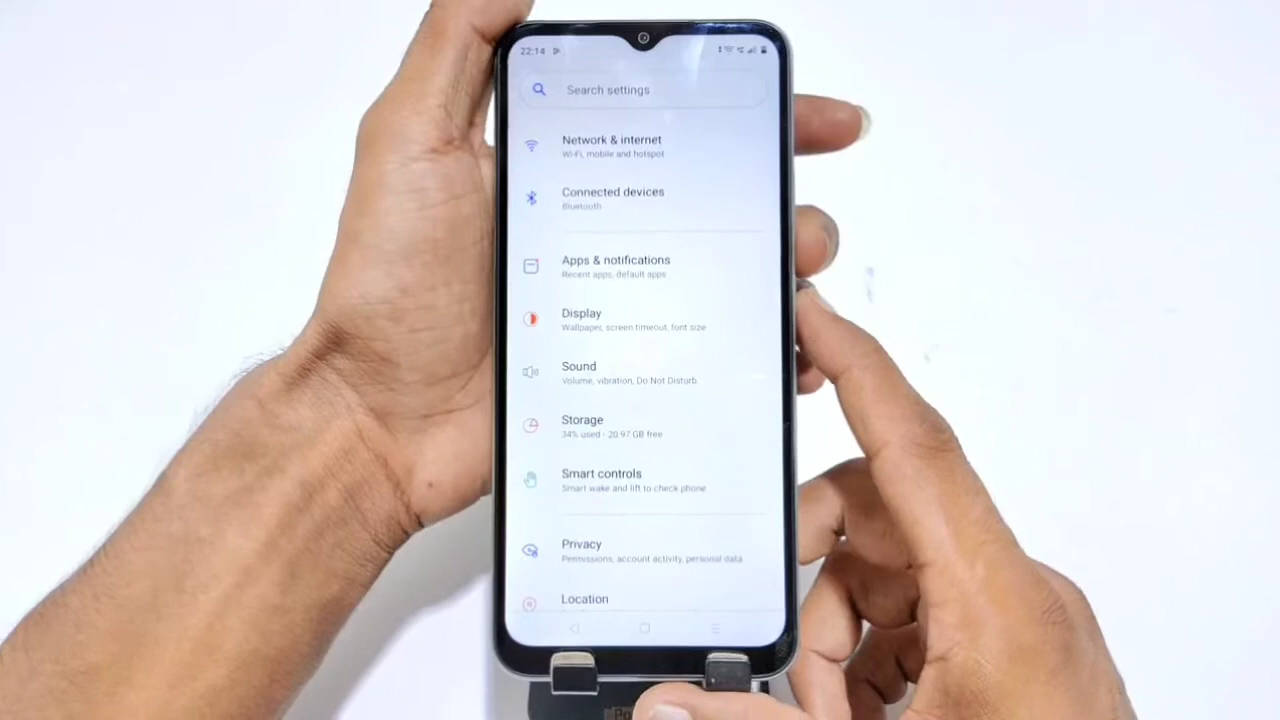 22:14
Search settings
Network & internet
Wi-Fi, mobile and hotspot
Connected devices
Bluetooth
Apps & notifications
Recent apps, default apps
Display
Wallpaper, screen timeout, font size
Sound
Volume, vibration, Do Not Disturb
Storage
34% used - 20.97 GB free
Smart controls
Smart wake and lift to check phone
Privacy
Permissions, account activity, personal data
Location